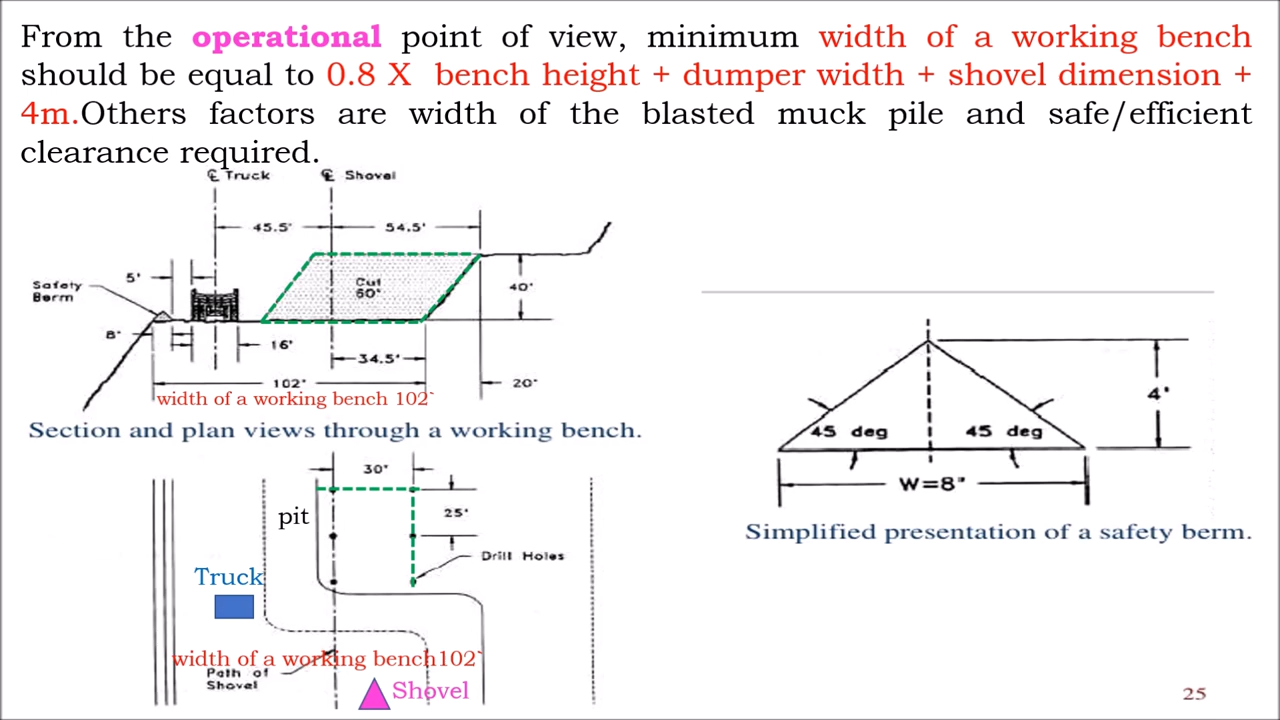 From the operational point of view, minimum width of a working bench
should be equal to 0.8 X bench height + dumper width + shovel dimension +
4m.Others factors are width of the blasted muck pile and safe/efficient
clearance required.
℄ Truck
℄ Shovel
45.5'
54.5'
5'
Safety
Berm
Cut
60'
40'
8'
16'
34.5'
102'
20'
width of a working bench 102`
Section and plan views through a working bench.
4'
45 deg
45 deg
W=8'
Simplified presentation of a safety berm.
30'
pit
25'
Drill Holes
Truck
width of a working bench102`
Path of
Shovel
Shovel
25